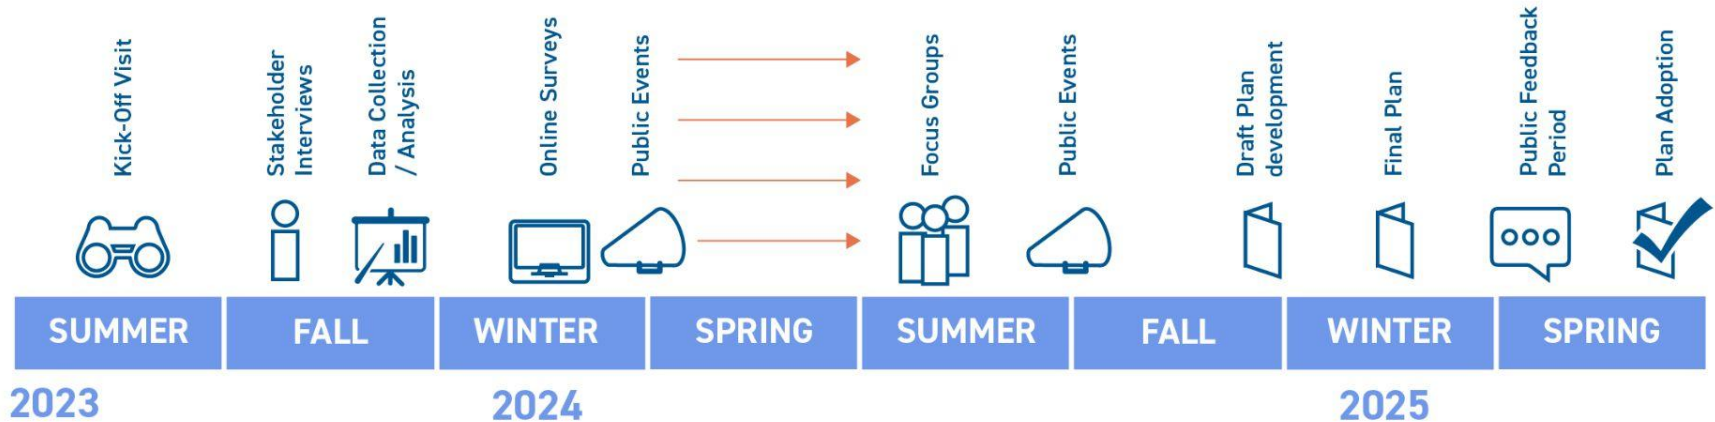 Kick-Off Visit
Stakeholder
Interviews
Data Collection
/ Analysis
Online Surveys
Public Events
Focus Groups
Public Events
Draft Plan
development
Final Plan
Public Feedback
Period
Plan Adoption
SUMMER
FALL
WINTER
SPRING
SUMMER
FALL
WINTER
SPRING
2023
2024
2025